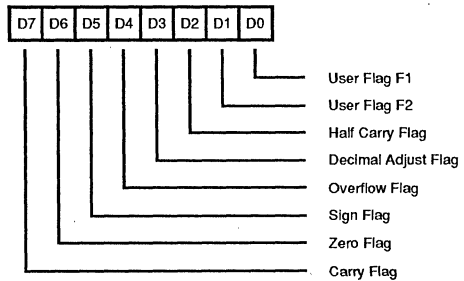 D7 D6 D5 D4 D3 D2 D1 D0
User Flag F1
User Flag F2
Half Carry Flag
Decimal Adjust Flag
Overflow Flag
Sign Flag
Zero Flag
Carry Flag